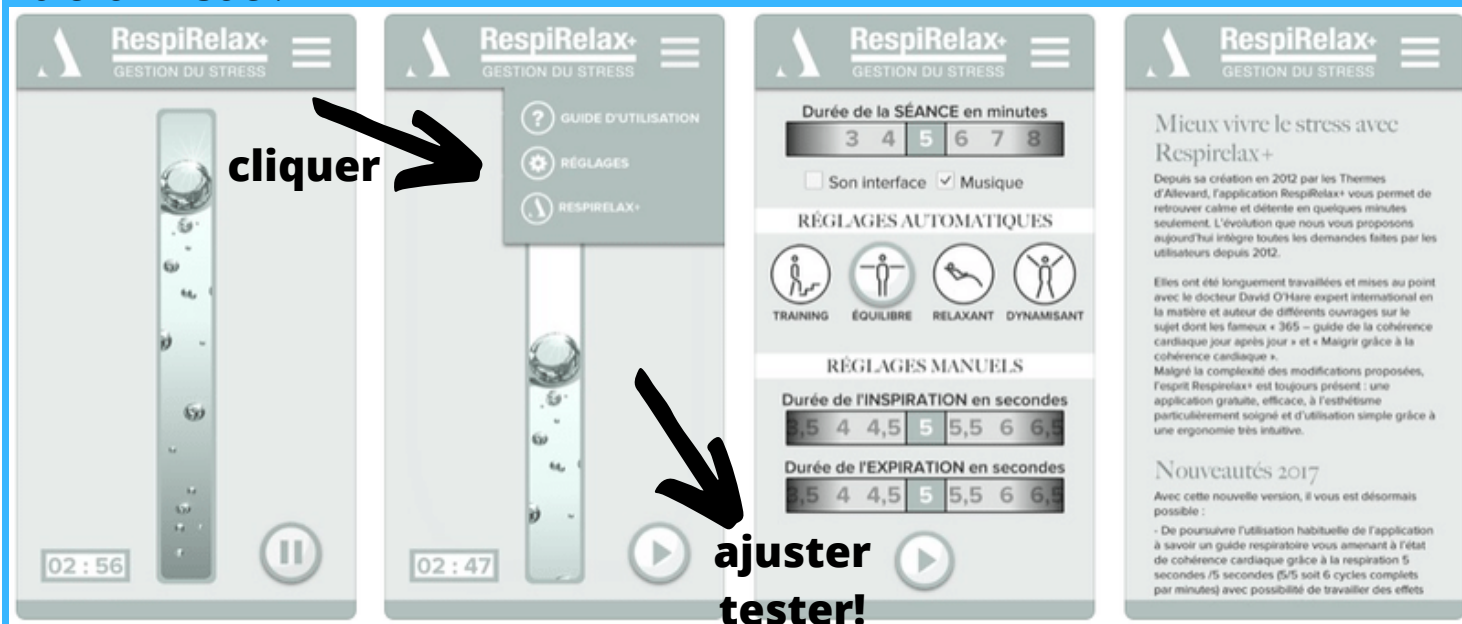 RespiRelax+
GESTION DU STRESS
02 : 56
cliquer
RespiRelax+
GESTION DU STRESS
GUIDE D'UTILISATION
RÉGLAGES
RESPIRELAX+
02 : 47
RespiRelax+
GESTION DU STRESS
Durée de la SÉANCE en minutes
3 4 5 6 7 8
Son interface Musique
RÉGLAGES AUTOMATIQUES
TRAINING ÉQUILIBRE RELAXANT DYNAMISANT
RÉGLAGES MANUELS
Durée de l'INSPIRATION en secondes
3,5 4 4,5 5 5,5 6 6,5
Durée de l'EXPIRATION en secondes
3,5 4 4,5 5 5,5 6 6,5
ajuster
tester!
RespiRelax+
GESTION DU STRESS
Mieux vivre le stress avec
Respirelax+
Depuis sa création en 2012 par les Thermes
d'Allevard, l'application RespiRelax+ vous permet de
retrouver calme et détente en quelques minutes
seulement. L'évolution que nous vous proposons
aujourd'hui intègre toutes les demandes faites par les
utilisateurs depuis 2012.
Elles ont été longuement travaillées et mises au point
avec le docteur David O'Hare expert international en
la matière et auteur de différents ouvrages sur le
sujet dont les fameux « 365 – guide de la cohérence
cardiaque jour après jour » et « Maigrir grâce à la
cohérence cardiaque ».
Malgré la complexité des modifications proposées,
l'esprit Respirelax+ est toujours présent : une
application gratuite, efficace, à l'esthétisme
particulièrement soigné et d'utilisation simple grâce à
une ergonomie très intuitive.
Nouveautés 2017
Avec cette nouvelle version, il vous est désormais
possible :
- De poursuivre l'utilisation habituelle de l'application
à savoir un guide respiratoire vous amenant à l'état
de cohérence cardiaque grâce à la respiration 5
secondes /5 secondes (5/5 soit 6 cycles complets
par minutes) avec possibilité de travailler des effets